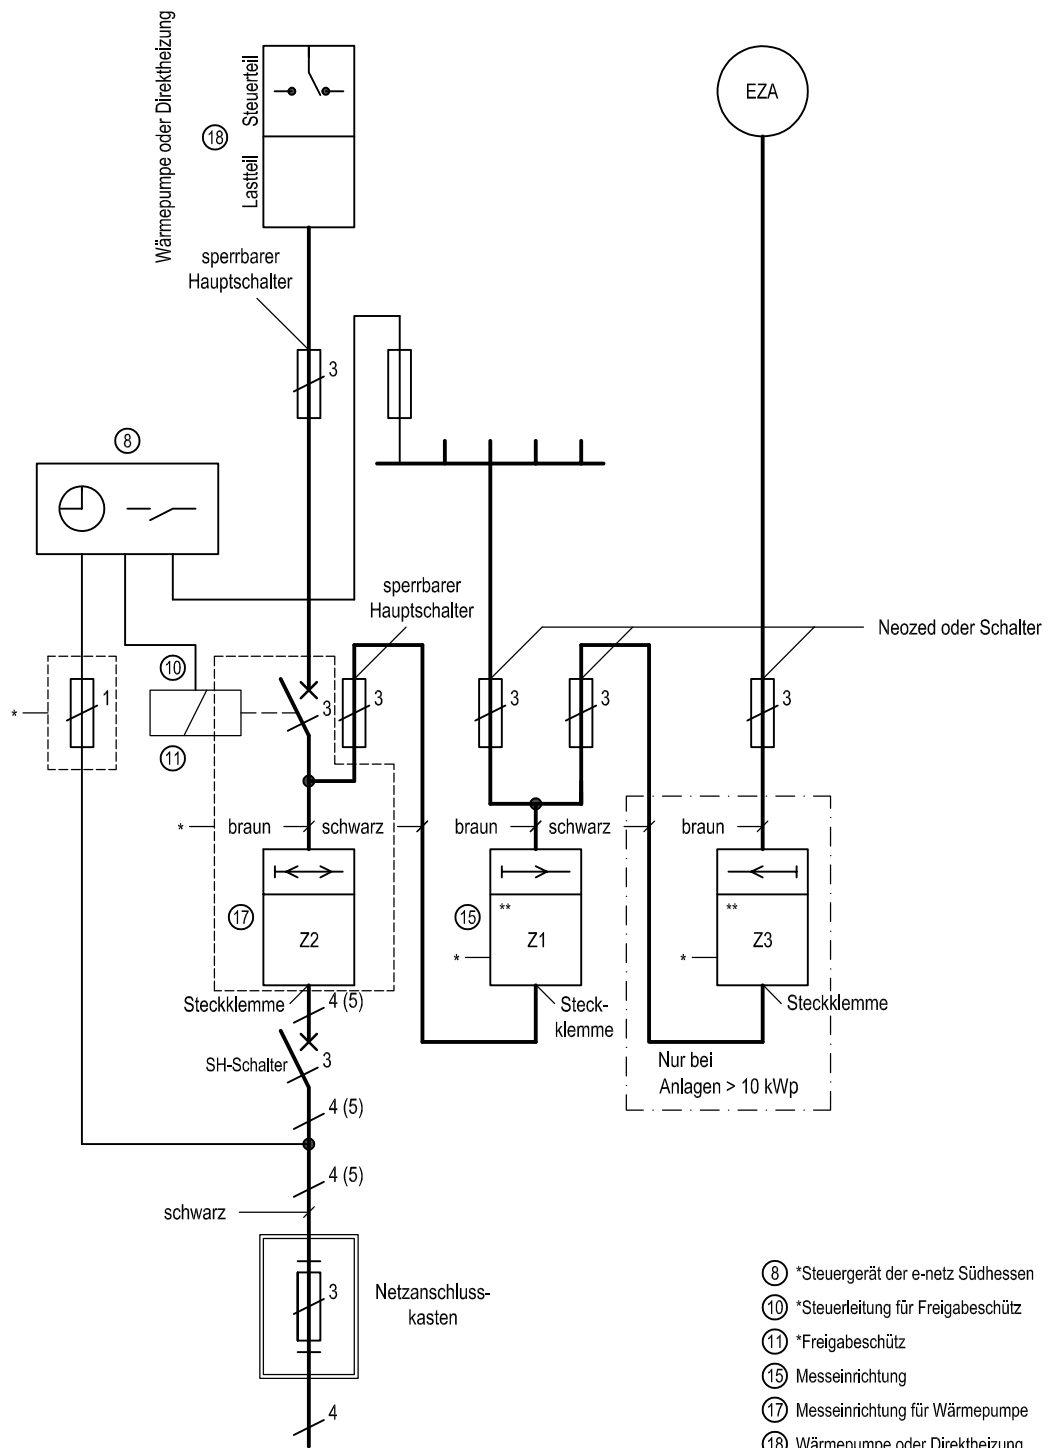 Wärmepumpe oder Direktheizung
18
Steuerteil
Lastteil
EZA
sperrbarer
Hauptschalter
3
8
sperrbarer
Hauptschalter
Neozed oder Schalter
10
11
*
1
3
3
3
3
3
*
braun
schwarz
braun
schwarz
braun
17
Z2
15
**
Z1
*
**
Z3
*
Steckklemme
4 (5)
Steck-
klemme
Steckklemme
SH-Schalter
3
Nur bei
Anlagen > 10 kWp
4 (5)
4 (5)
schwarz
3
Netzanschluss-
kasten
4
8 *Steuergerät der e-netz Südhessen
10 *Steuerleitung für Freigabeschütz
11 *Freigabeschütz
15 Messeinrichtung
17 Messeinrichtung für Wärmepumpe
18 Wärmepumpe oder Direktheizung